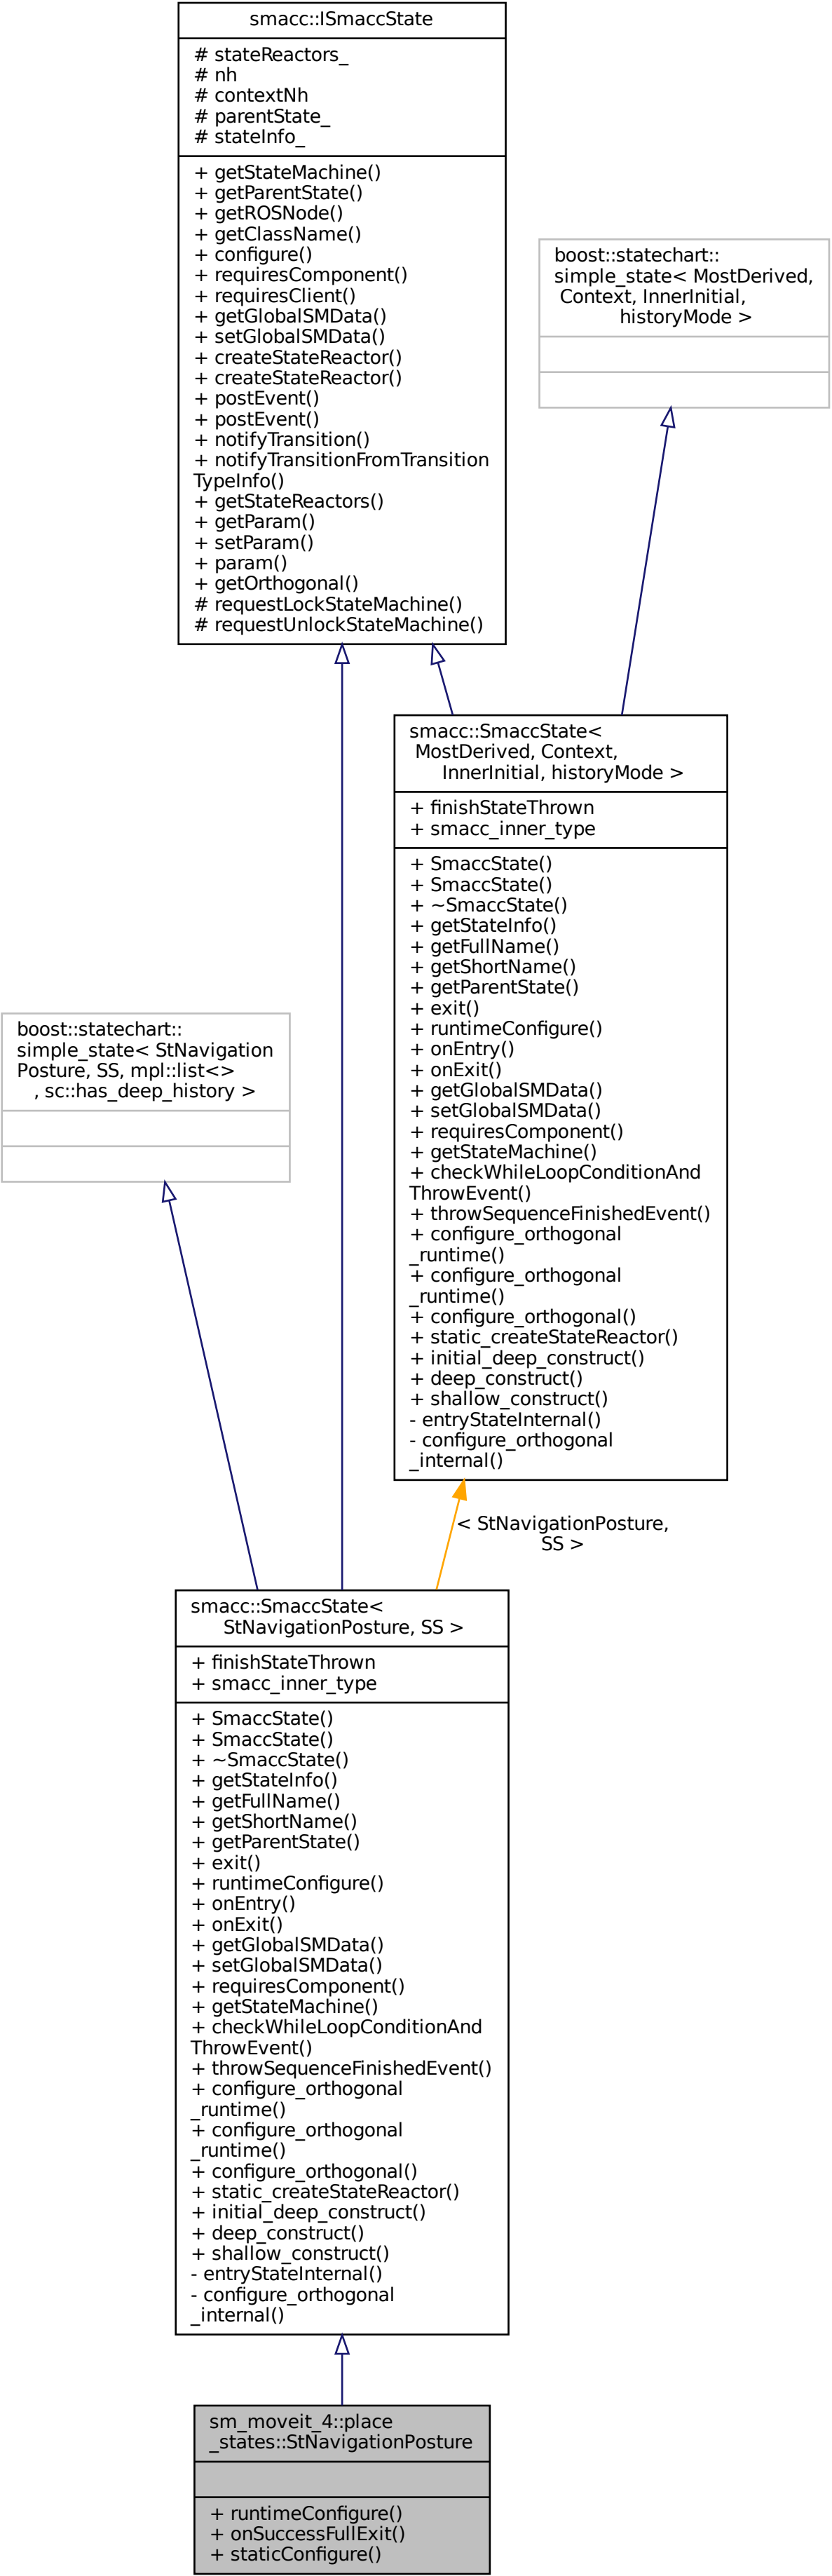 smacc::ISmaccState
# stateReactors_
# nh
# contextNh
# parentState_
# stateInfo_
+ getStateMachine()
+ getParentState()
+ getROSNode()
+ getClassName()
+ configure()
+ requiresComponent()
+ requiresClient()
+ getGlobalSMData()
+ setGlobalSMData()
+ createStateReactor()
+ createStateReactor()
+ postEvent()
+ postEvent()
+ notifyTransition()
+ notifyTransitionFromTransition
TypeInfo()
+ getStateReactors()
+ getParam()
+ setParam()
+ param()
+ getOrthogonal()
# requestLockStateMachine()
# requestUnlockStateMachine()
boost::statechart::
simple_state< MostDerived,
Context, InnerInitial,
historyMode >
smacc::SmaccState<
MostDerived, Context,
InnerInitial, historyMode >
+ finishStateThrown
+ smacc_inner_type
+ SmaccState()
+ SmaccState()
+ ~SmaccState()
+ getStateInfo()
+ getFullName()
+ getShortName()
+ getParentState()
+ exit()
+ runtimeConfigure()
+ onEntry()
+ onExit()
+ getGlobalSMData()
+ setGlobalSMData()
+ requiresComponent()
+ getStateMachine()
+ checkWhileLoopConditionAnd
ThrowEvent()
+ throwSequenceFinishedEvent()
+ configure_orthogonal
_runtime()
+ configure_orthogonal
_runtime()
+ configure_orthogonal()
+ static_createStateReactor()
+ initial_deep_construct()
+ deep_construct()
+ shallow_construct()
- entryStateInternal()
- configure_orthogonal
_internal()
boost::statechart::
simple_state< StNavigation
Posture, SS, mpl::list<>
, sc::has_deep_history >
< StNavigationPosture,
SS >
smacc::SmaccState<
StNavigationPosture, SS >
+ finishStateThrown
+ smacc_inner_type
+ SmaccState()
+ SmaccState()
+ ~SmaccState()
+ getStateInfo()
+ getFullName()
+ getShortName()
+ getParentState()
+ exit()
+ runtimeConfigure()
+ onEntry()
+ onExit()
+ getGlobalSMData()
+ setGlobalSMData()
+ requiresComponent()
+ getStateMachine()
+ checkWhileLoopConditionAnd
ThrowEvent()
+ throwSequenceFinishedEvent()
+ configure_orthogonal
_runtime()
+ configure_orthogonal
_runtime()
+ configure_orthogonal()
+ static_createStateReactor()
+ initial_deep_construct()
+ deep_construct()
+ shallow_construct()
- entryStateInternal()
- configure_orthogonal
_internal()
sm_moveit_4::place
_states::StNavigationPosture
+ runtimeConfigure()
+ onSuccessFullExit()
+ staticConfigure()